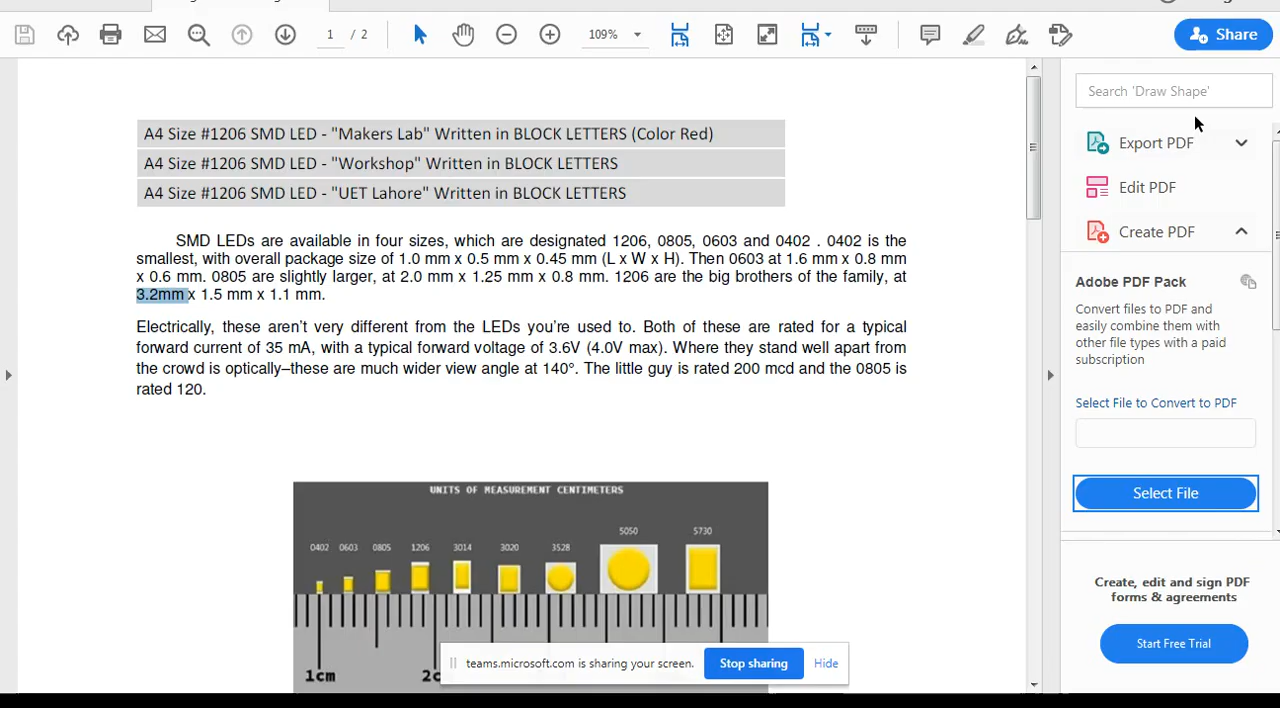 1 / 2
109%
Share
A4 Size #1206 SMD LED - "Makers Lab" Written in BLOCK LETTERS (Color Red)
A4 Size #1206 SMD LED - "Workshop" Written in BLOCK LETTERS
A4 Size #1206 SMD LED - "UET Lahore" Written in BLOCK LETTERS
SMD LEDs are available in four sizes, which are designated 1206, 0805, 0603 and 0402 . 0402 is the
smallest, with overall package size of 1.0 mm x 0.5 mm x 0.45 mm (L x W x H). Then 0603 at 1.6 mm x 0.8 mm
x 0.6 mm. 0805 are slightly larger, at 2.0 mm x 1.25 mm x 0.8 mm. 1206 are the big brothers of the family, at
3.2mm x 1.5 mm x 1.1 mm.
Electrically, these aren't very different from the LEDs you're used to. Both of these are rated for a typical
forward current of 35 mA, with a typical forward voltage of 3.6V (4.0V max). Where they stand well apart from
the crowd is optically–these are much wider view angle at 140°. The little guy is rated 200 mcd and the 0805 is
rated 120.
UNITS OF MEASUREMENT CENTIMETERS
0402 0603 0805 1206 3014 3020 3528 5050 5730
1cm
teams.microsoft.com is sharing your screen.
Stop sharing
Hide
Search 'Draw Shape'
Export PDF
Edit PDF
Create PDF
Adobe PDF Pack
Convert files to PDF and
easily combine them with
other file types with a paid
subscription
Select File to Convert to PDF
Select File
Create, edit and sign PDF
forms & agreements
Start Free Trial